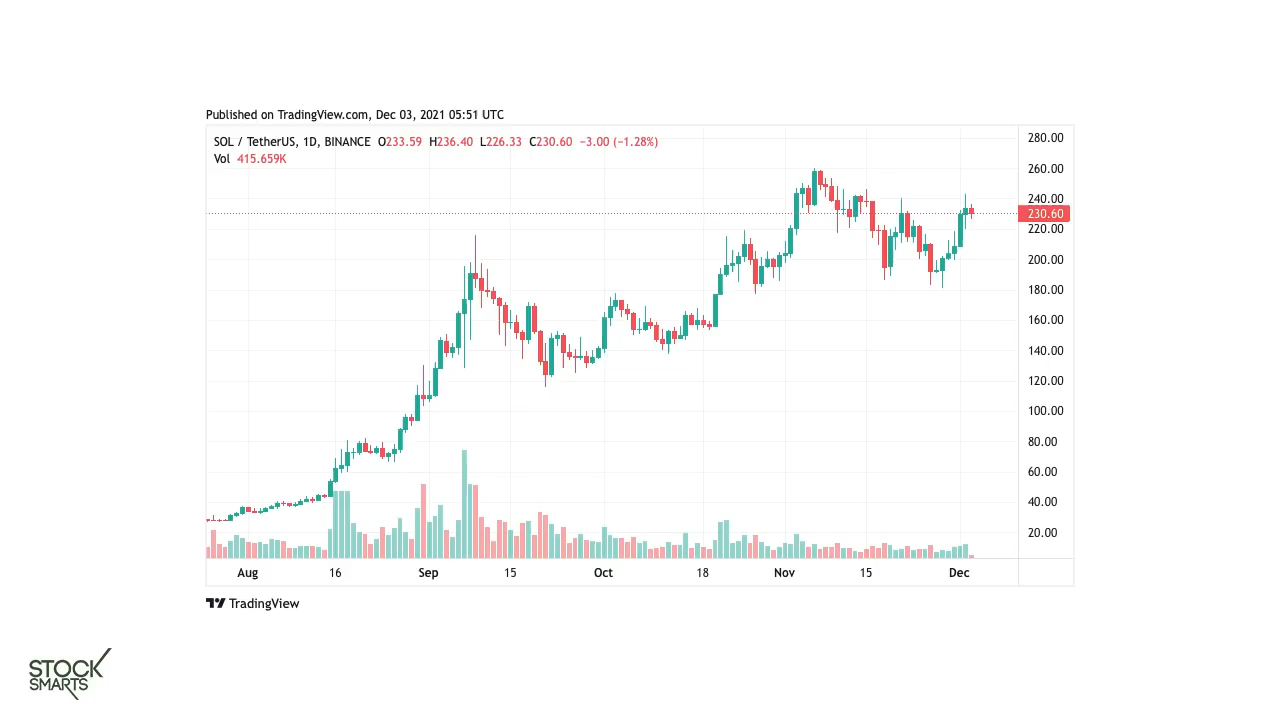 Published on TradingView.com, Dec 03, 2021 05:51 UTC
SOL / TetherUS, 1D, BINANCE O233.59 H236.40 L226.33 C230.60 −3.00 (−1.28%)
Vol 415.659K
280.00
260.00
240.00
230.60
220.00
200.00
180.00
160.00
140.00
120.00
100.00
80.00
60.00
40.00
20.00
Aug 16 Sep 15 Oct 18 Nov 15 Dec
TradingView
STOCK
SMARTS